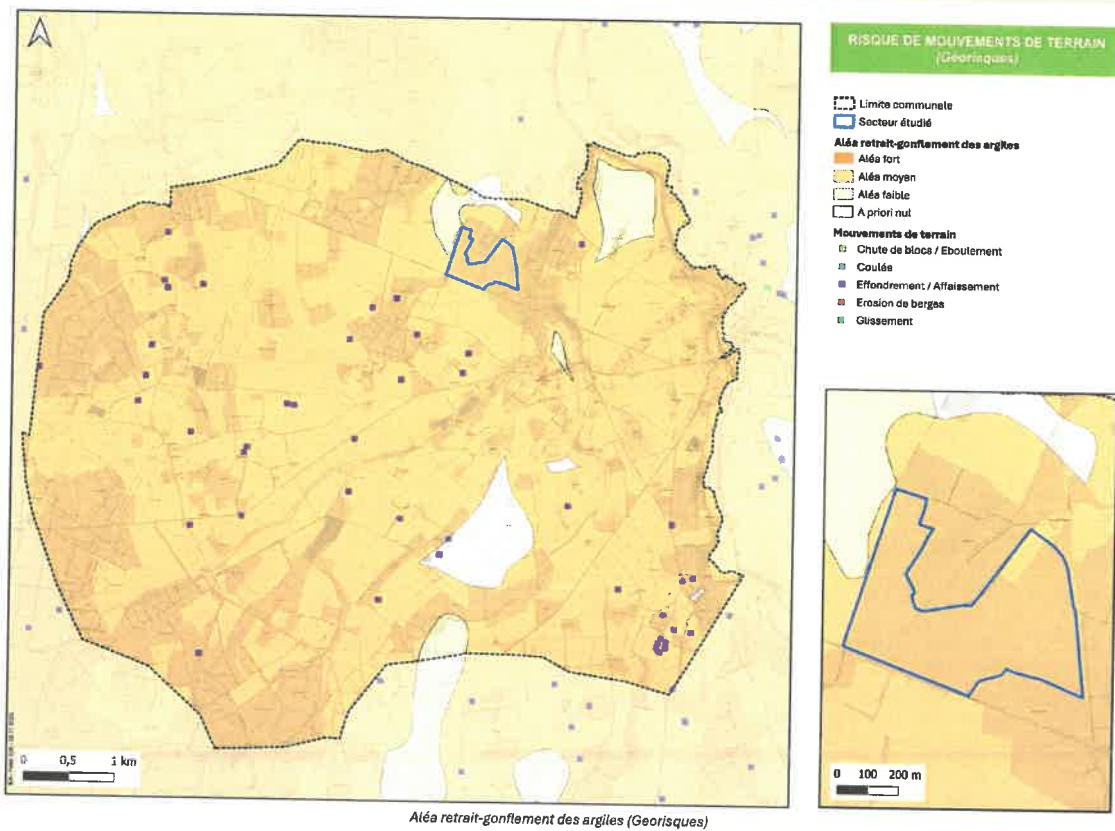 RISQUE DE MOUVEMENTS DE TERRAIN
(Géorisques)
Limite communale
Secteur étudié
Aléa retrait-gonflement des argiles
Aléa fort
Aléa moyen
Aléa faible
A priori nul
Mouvements de terrain
Chute de blocs / Eboulement
Coulée
Effondrement / Affaissement
Erosion de berges
Glissement
0 0,5 1 km
0 100 200 m
Aléa retrait-gonflement des argiles (Georisques)